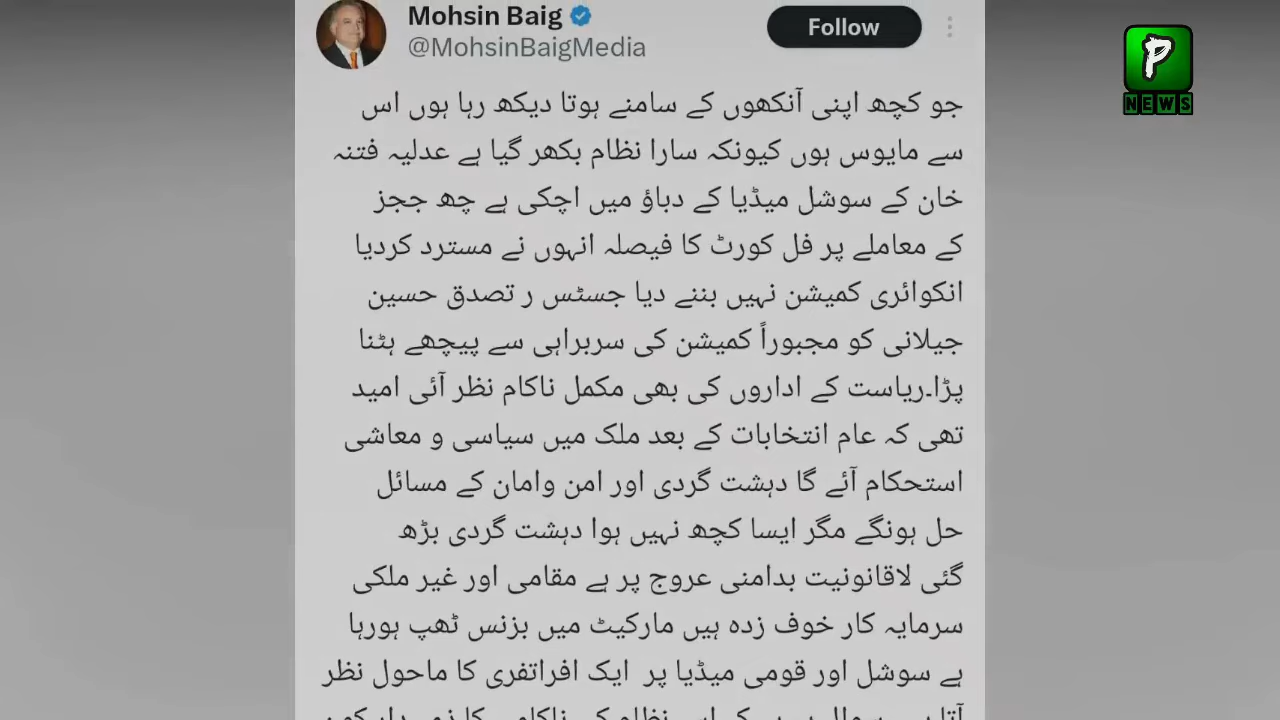 Mohsin Baig
@MohsinBaigMedia
Follow
P
NEWS
جو کچھ اپنی آنکھوں کے سامنے ہوتا دیکھ رہا ہوں اس
سے مایوس ہوں کیونکہ سارا نظام بکھر گیا ہے عدلیہ فتنہ
خان کے سوشل میڈیا کے دباؤ میں اچکی ہے چھ ججز
کے معاملے پر فل کورٹ کا فیصلہ انہوں نے مسترد کردیا
انکوائری کمیشن نہیں بننے دیا جسٹس ر تصدق حسین
جیلانی کو مجبوراً کمیشن کی سربراہی سے پیچھے ہٹنا
پڑا۔ریاست کے اداروں کی بھی مکمل ناکام نظر آئی امید
تھی کہ عام انتخابات کے بعد ملک میں سیاسی و معاشی
استحکام آئے گا دہشت گردی اور امن وامان کے مسائل
حل ہونگے مگر ایسا کچھ نہیں ہوا دہشت گردی بڑھ
گئی لاقانونیت بدامنی عروج پر ہے مقامی اور غیر ملکی
سرمایہ کار خوف زدہ ہیں مارکیٹ میں بزنس ٹھپ ہورہا
ہے سوشل اور قومی میڈیا پر ایک افراتفری کا ماحول نظر